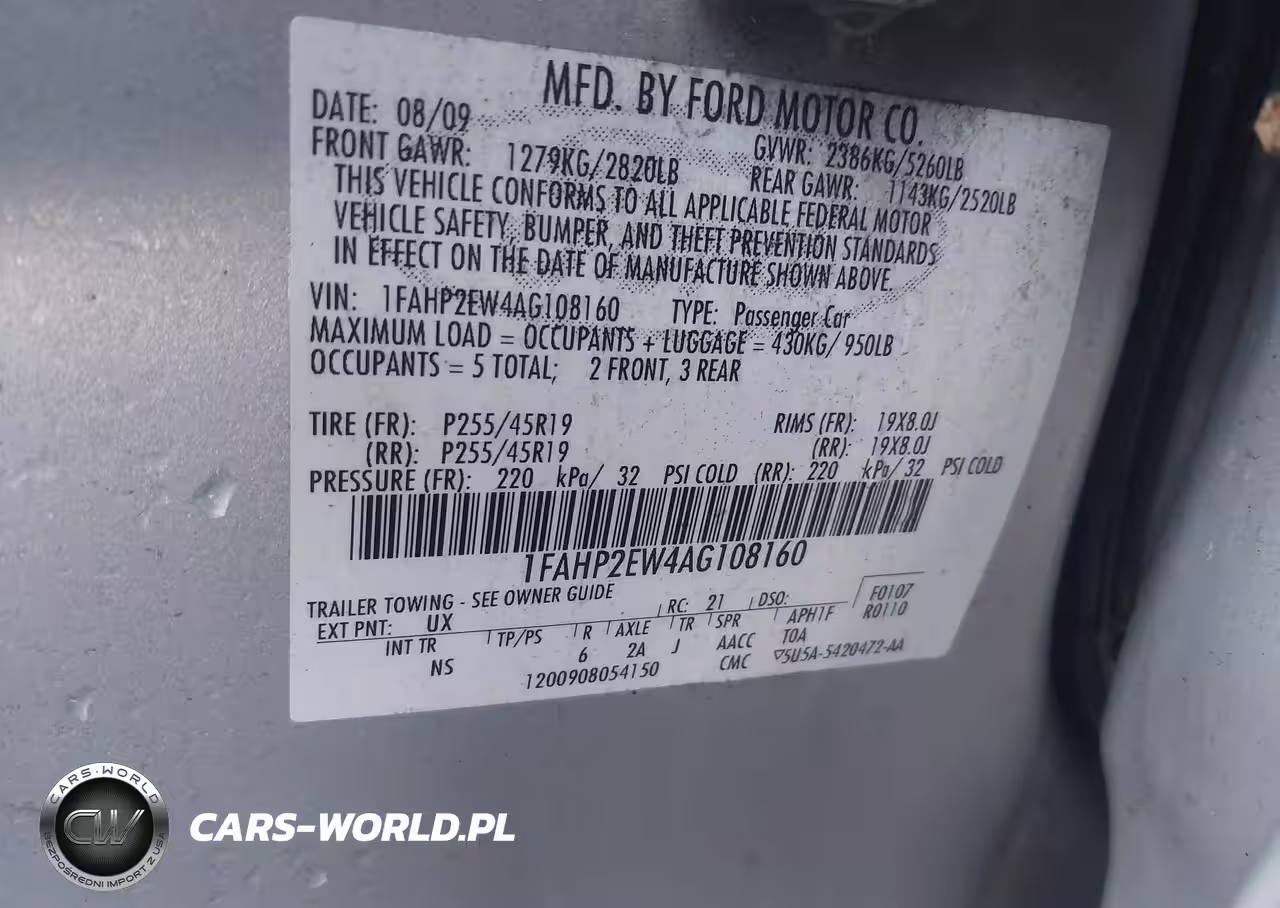 MFD. BY FORD MOTOR CO.
DATE: 08/09 GVWR: 2386KG/5260LB
FRONT GAWR: 1279KG/2820LB REAR GAWR: 1143KG/2520LB
THIS VEHICLE CONFORMS TO ALL APPLICABLE FEDERAL MOTOR
VEHICLE SAFETY, BUMPER, AND THEFT PREVENTION STANDARDS
IN EFFECT ON THE DATE OF MANUFACTURE SHOWN ABOVE.
VIN: 1FAHP2EW4AG108160 TYPE: Passenger Car
MAXIMUM LOAD = OCCUPANTS + LUGGAGE = 430KG/ 950LB
OCCUPANTS = 5 TOTAL; 2 FRONT, 3 REAR
TIRE (FR): P255/45R19 RIMS (FR): 19X8.0J
(RR): P255/45R19 (RR): 19X8.0J
PRESSURE (FR): 220 kPa/ 32 PSI COLD (RR): 220 kPa/ 32 PSI COLD
1FAHP2EW4AG108160
TRAILER TOWING - SEE OWNER GUIDE
EXT PNT: UX RC: 21 DSO: F0107
R0110
INT TR TP/PS R AXLE TR SPR APH1F
NS 6 2A J AACC TOA
1200908054150 CMC ▽5U5A-5420472-AA
CARS-WORLD
CW
BEZPOŚREDNI IMPORT Z USA
CARS-WORLD.PL